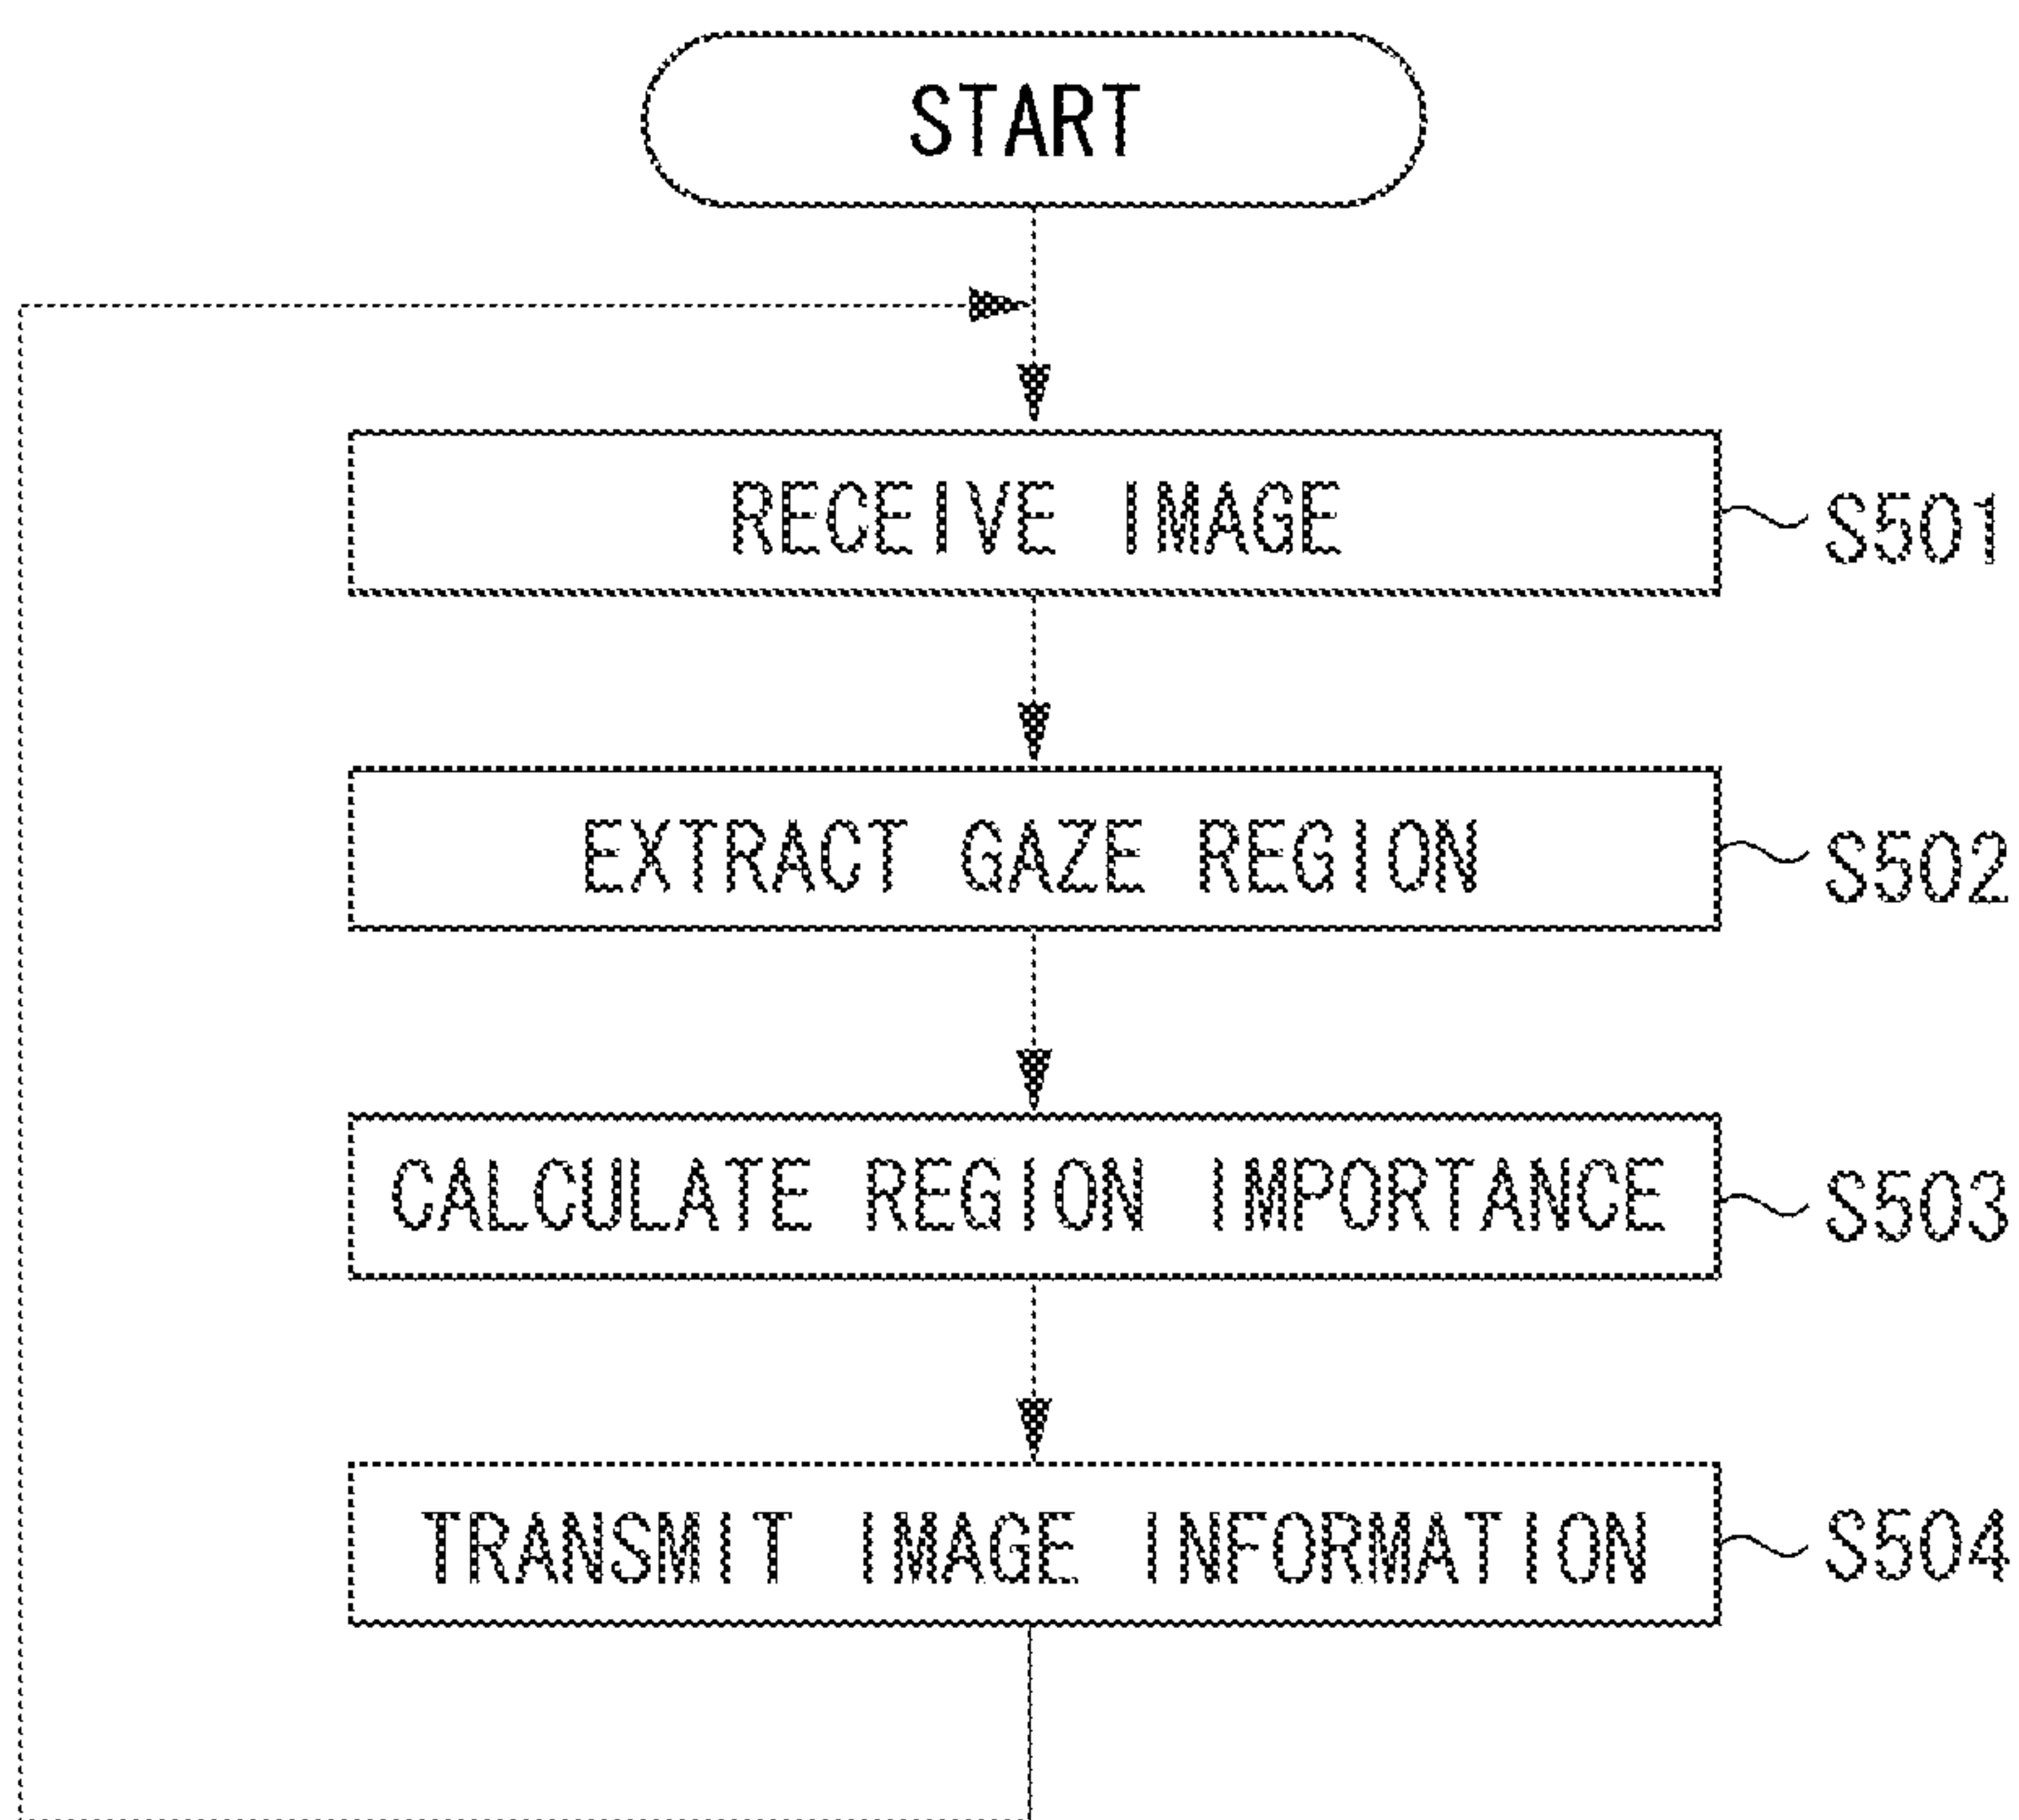 START
RECEIVE IMAGE
S501
EXTRACT GAZE REGION
S502
CALCULATE REGION IMPORTANCE
S503
TRANSMIT IMAGE INFORMATION
S504